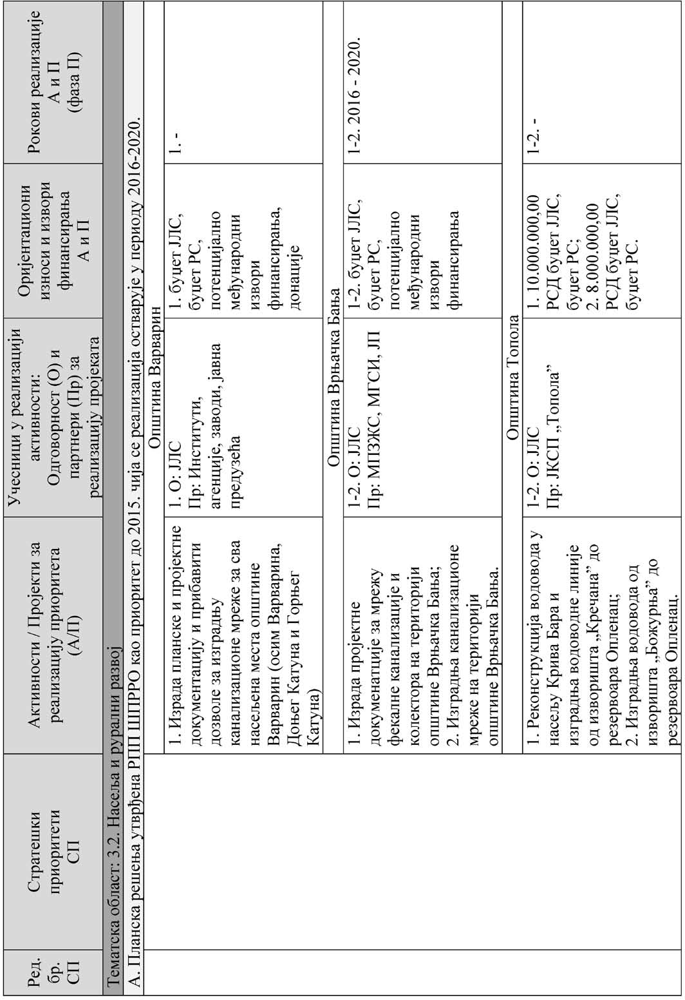 Ред.
бр.
СП
Стратешки
приоритети
СП
Активности / Пројекти за
реализацију приоритета
(А/П)
Учесници у реализацији
активности:
Одговорност (О) и
партнери (Пр) за
реализацију пројеката
Оријентациони
износи и извори
финансирања
А и П
Рокови реализације
А и П
(фаза П)
Тематска област: 3.2. Насеља и рурални развој
А. Планска решења утврђена РПП ШПРРО као приоритет до 2015. чија се реализација остварује у периоду 2016-2020.
Општина Варварин
1. Израда планске и пројектне
документацију и прибавити
дозволе за изградњу
канализационе мреже за сва
насељена места општине
Варварин (осим Варварина,
Доњег Катуна и Горњег
Катуна)
1. О: ЈЛС
Пр: Институти,
агенције, заводи, јавна
предузећа
1. буџет ЈЛС,
буџет РС,
потенцијално
међународни
извори
финансирања,
донације
1. -
Општина Врњачка Бања
1. Израда пројектне
докуменатције за мрежу
фекалне канализације и
колектора на територији
општине Врњачка Бања;
2. Изградња канализационе
мреже на територији
општине Врњачка Бања.
1-2. О: ЈЛС
Пр: МПЗЖС, МГСИ, ЈП
1-2. буџет ЈЛС,
буџет РС,
потенцијално
међународни
извори
финансирања
1-2. 2016 - 2020.
Општина Топола
1. Реконструкција водовода у
насељу Крива Бара и
изградња водоводне линије
од изворишта „Кречана” до
резервоара Опленац;
2. Изградња водовода од
изворишта „Божурња” до
резервоара Опленац.
1-2. О: ЈЛС
Пр: ЈКСП „Топола”
1. 10.000.000,00
РСД буџет ЈЛС,
буџет РС;
2. 8.000.000,00
РСД буџет ЈЛС,
буџет РС.
1-2. -